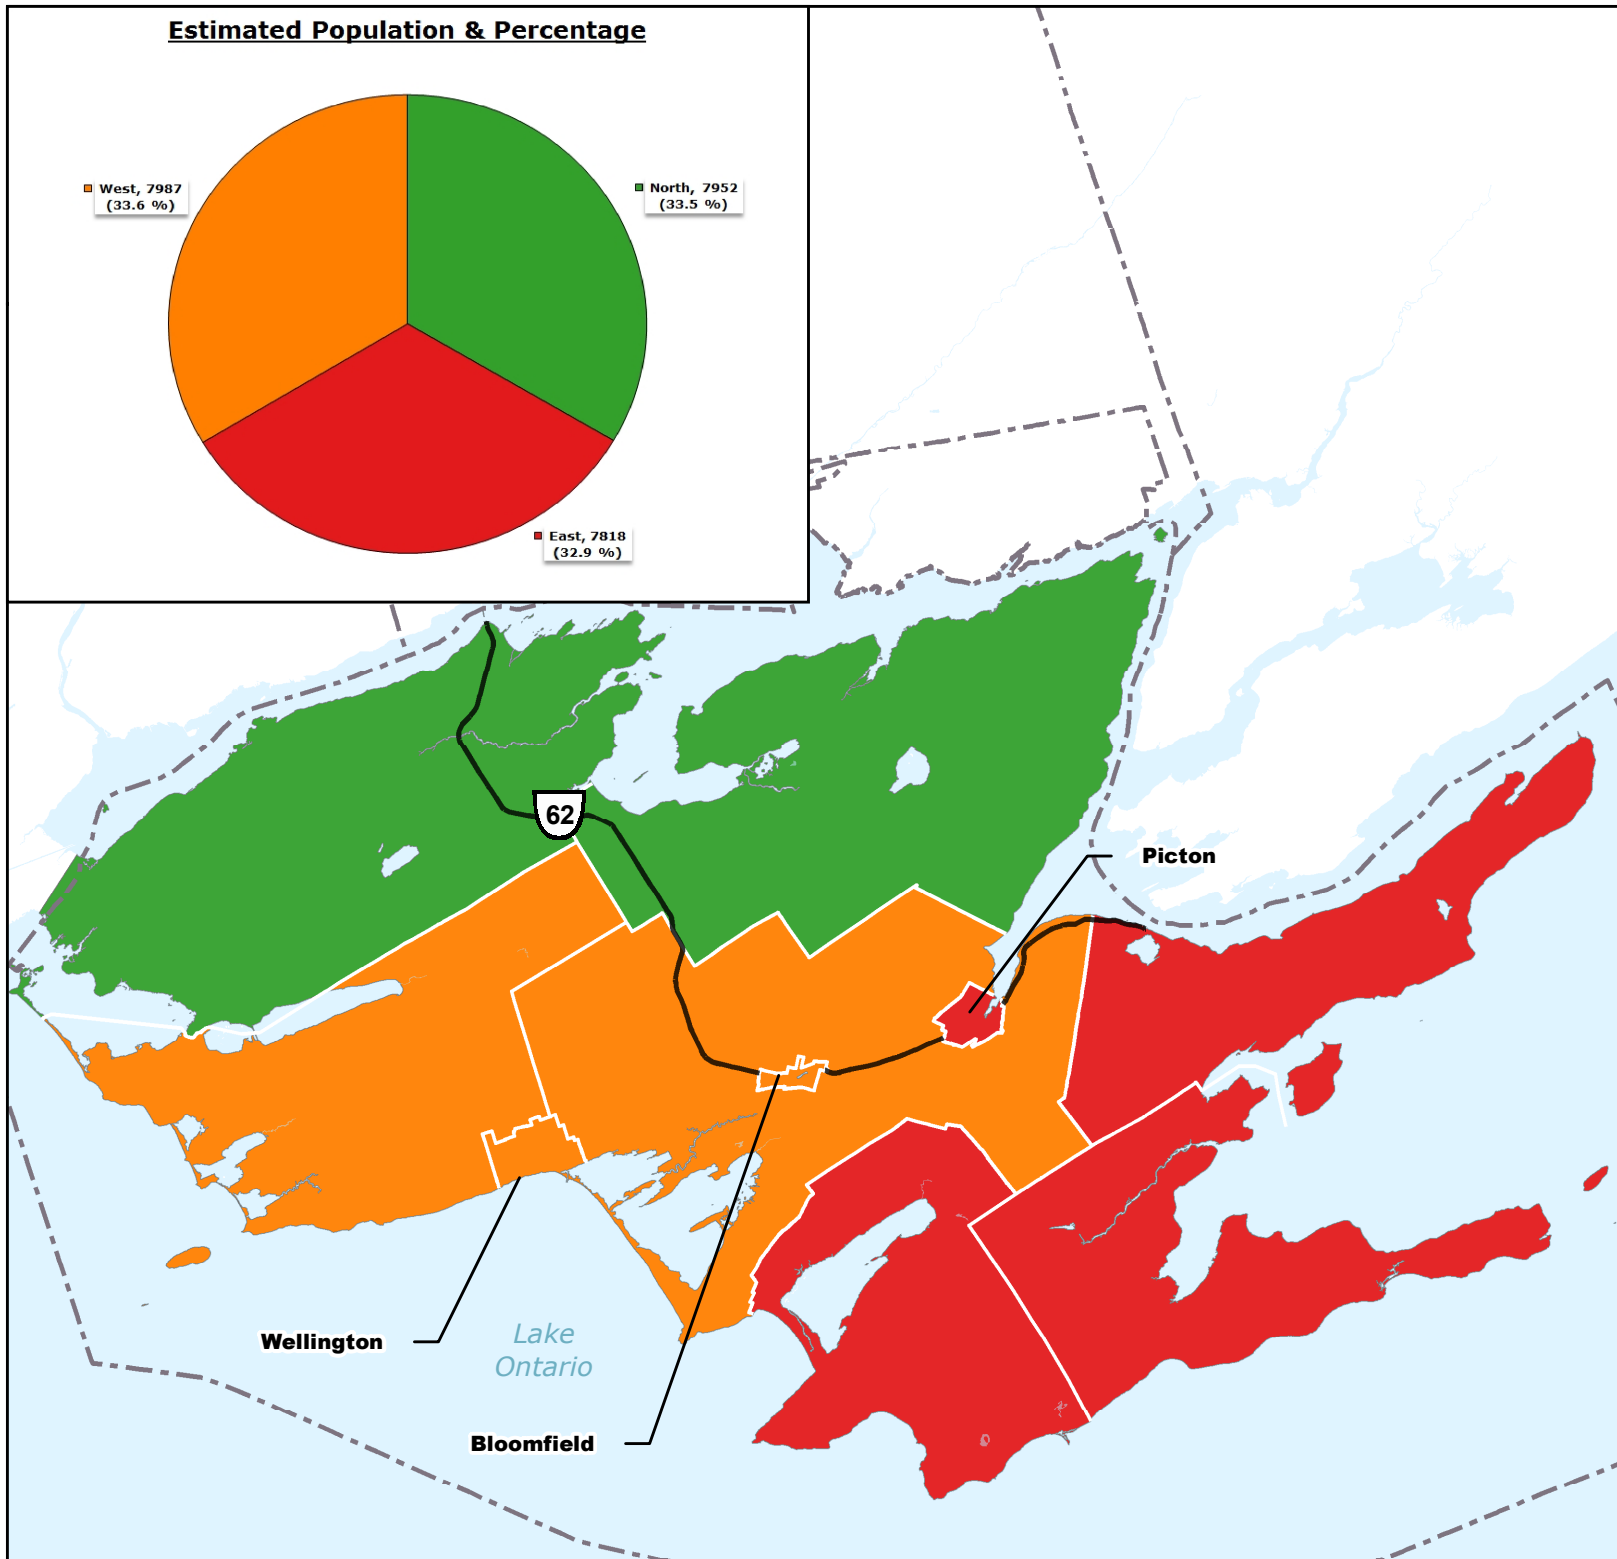 Estimated Population & Percentage
West, 7987
(33.6 %)
North, 7952
(33.5 %)
East, 7818
(32.9 %)
62
Picton
Wellington
Lake
Ontario
Bloomfield